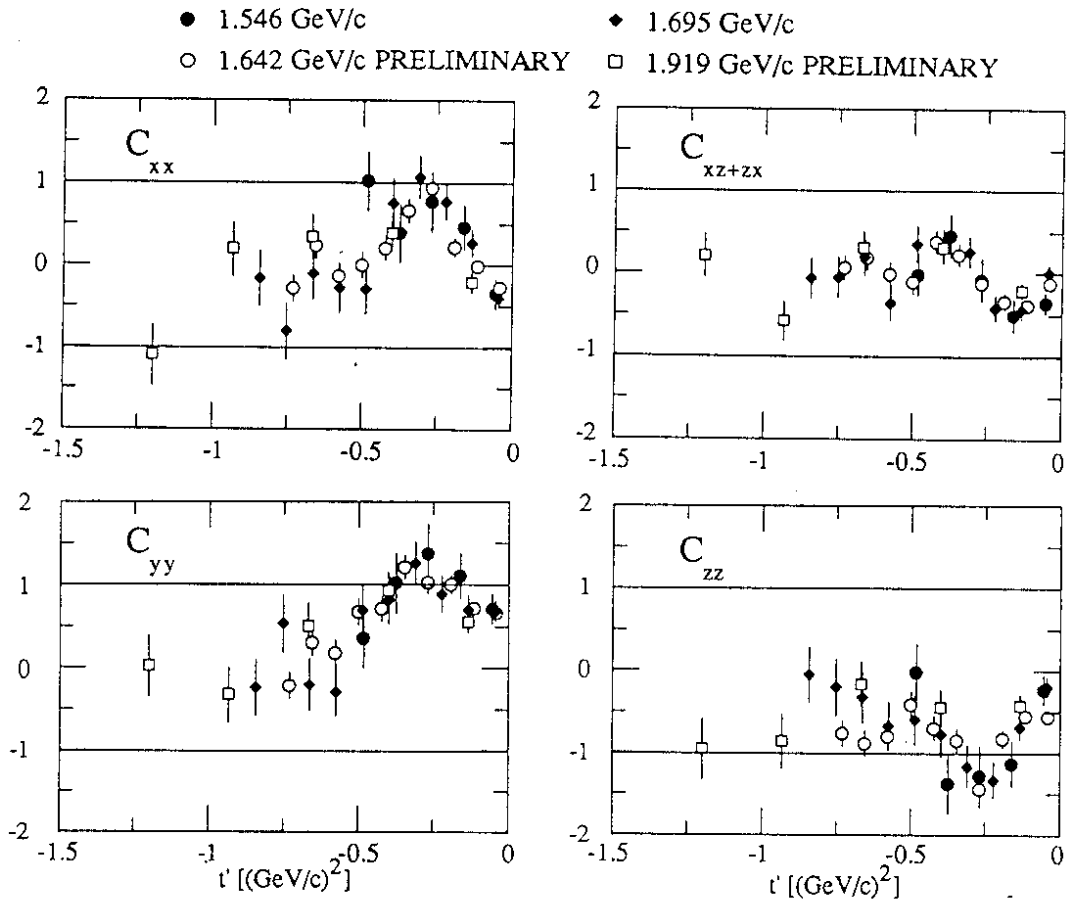 ● 1.546 GeV/c ◆ 1.695 GeV/c
○ 1.642 GeV/c PRELIMINARY □ 1.919 GeV/c PRELIMINARY
2 2
C xx C xz+zx
1 1
0 0
-1 -1
-2 -2
-1.5 -1 -0.5 0 -1.5 -1 -0.5 0
2 2
C yy C zz
1 1
0 0
-1 -1
-2 -2
-1.5 -1 -0.5 0 -1.5 -1 -0.5 0
t' [(GeV/c)²] t' [(GeV/c)²]